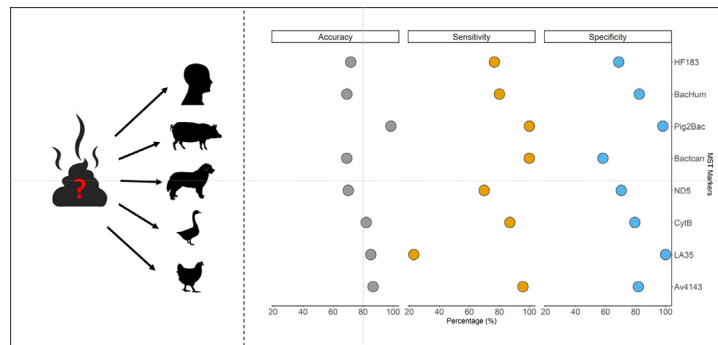 Accuracy Sensitivity Specificity
HF183
BacHum
Pig2Bac
Bactcan
ND5
CytB
LA35
Av4143
MST Markers
?
20 40 60 80 100 20 40 60 80 100 20 40 60 80 100
Percentage (%)